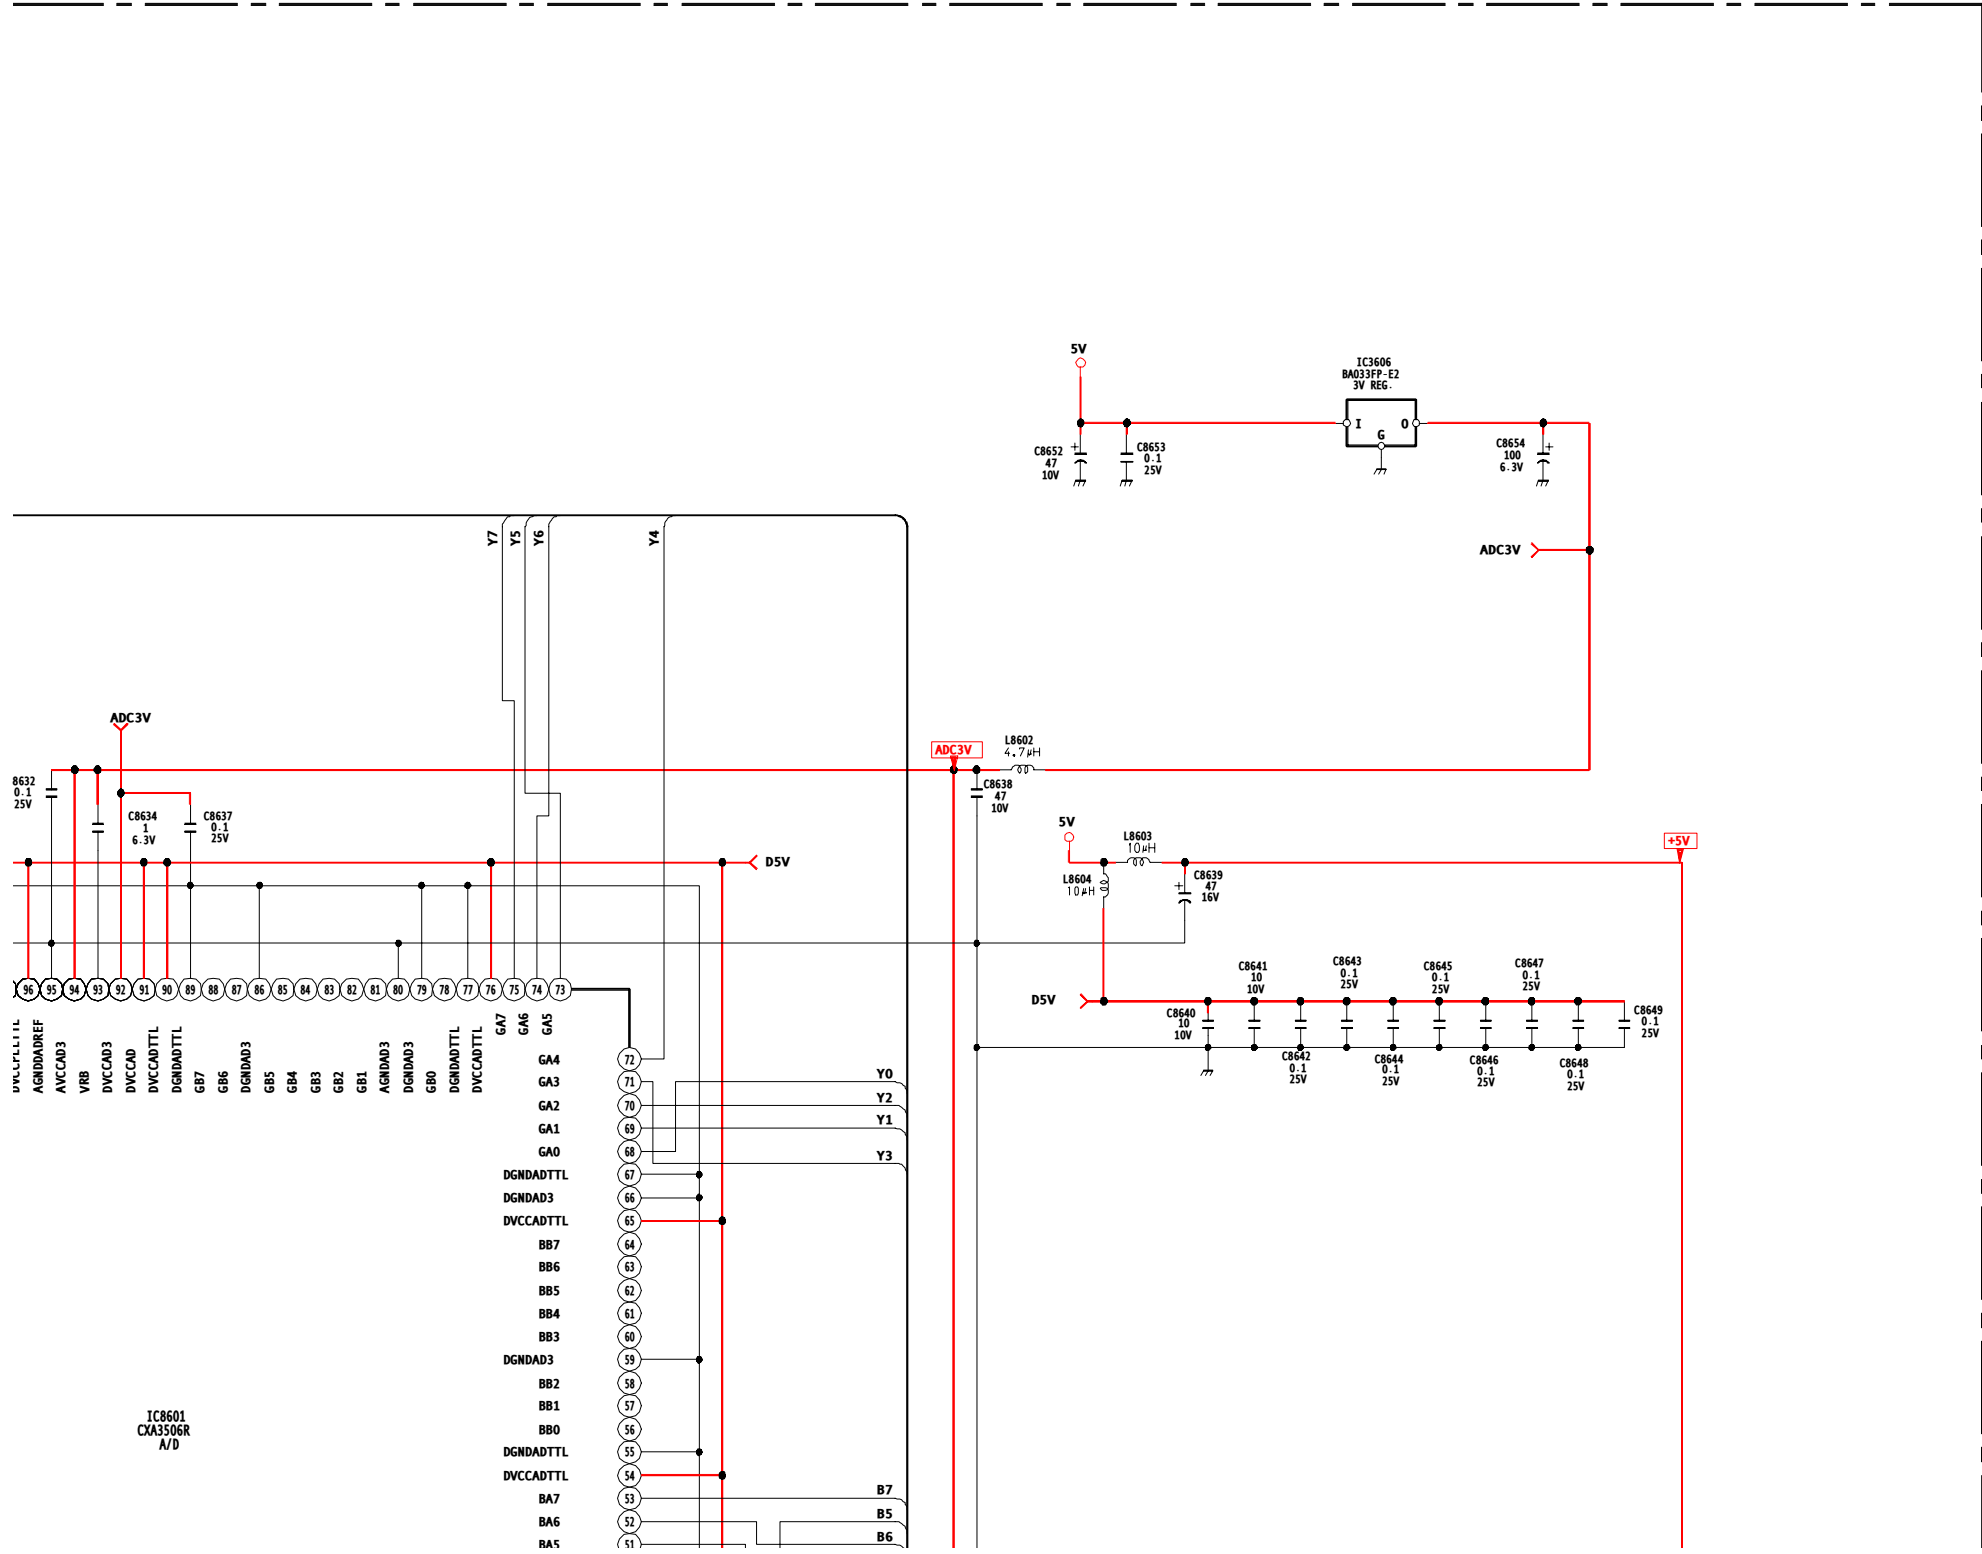 5V
IC3606
BA033FP-E2
3V REG.
I
O
G
C8652
47
10V
+
C8653
0.1
25V
C8654
100
6.3V
+
Y7
Y5
Y6
Y4
ADC3V
ADC3V
ADC3V
L8602
4.7μH
8632
0.1
25V
C8634
1
6.3V
C8637
0.1
25V
C8638
47
10V
5V
L8603
10μH
+5V
D5V
L8604
10μH
+
C8639
47
16V
C8641
10
10V
C8643
0.1
25V
C8645
0.1
25V
C8647
0.1
25V
D5V
C8640
10
10V
C8649
0.1
25V
C8642
0.1
25V
C8644
0.1
25V
C8646
0.1
25V
C8648
0.1
25V
96 95 94 93 92 91 90 89 88 87 86 85 84 83 82 81 80 79 78 77 76 75 74 73
AGNDADREF
AVCCAD3
VRB
DVCCAD3
DVCCAD
DVCCADTTL
DGNDADTTL
GB7
GB6
DGNDAD3
GB5
GB4
GB3
GB2
GB1
AGNDAD3
DGNDAD3
GB0
DGNDADTTL
DVCCADTTL
GA7
GA6
GA5
GA4 72
GA3 71 Y0
GA2 70 Y2
GA1 69 Y1
GA0 68 Y3
DGNDADTTL 67
DGNDAD3 66
DVCCADTTL 65
BB7 64
BB6 63
BB5 62
BB4 61
BB3 60
DGNDAD3 59
BB2 58
BB1 57
BB0 56
DGNDADTTL 55
DVCCADTTL 54
BA7 53 B7
BA6 52 B5
BA5 51 B6
IC8601
CXA3506R
A/D